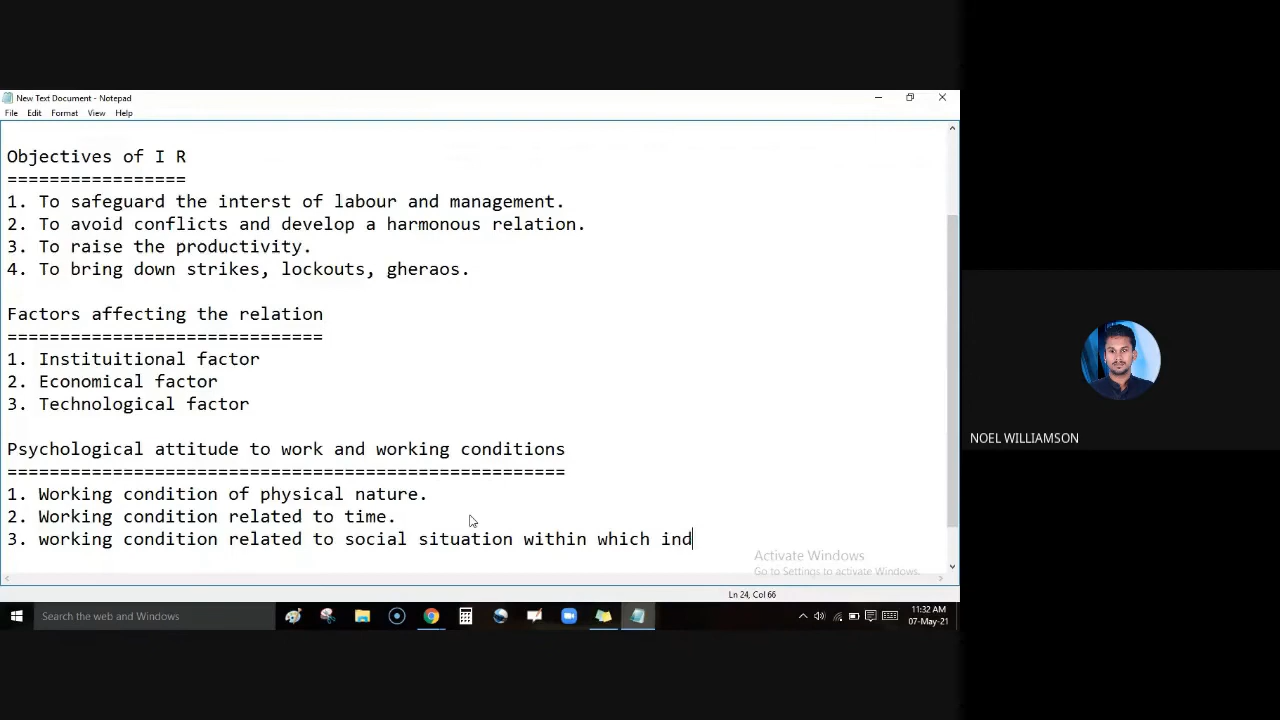 New Text Document - Notepad
File Edit Format View Help
Objectives of I R
=================
1. To safeguard the interst of labour and management.
2. To avoid conflicts and develop a harmonous relation.
3. To raise the productivity.
4. To bring down strikes, lockouts, gheraos.
Factors affecting the relation
==============================
1. Instituitional factor
2. Economical factor
3. Technological factor
Psychological attitude to work and working conditions
=====================================================
1. Working condition of physical nature.
2. Working condition related to time.
3. working condition related to social situation within which ind
Activate Windows
Go to Settings to activate Windows.
Ln 24, Col 66
Search the web and Windows
11:32 AM
07-May-21
NOEL WILLIAMSON